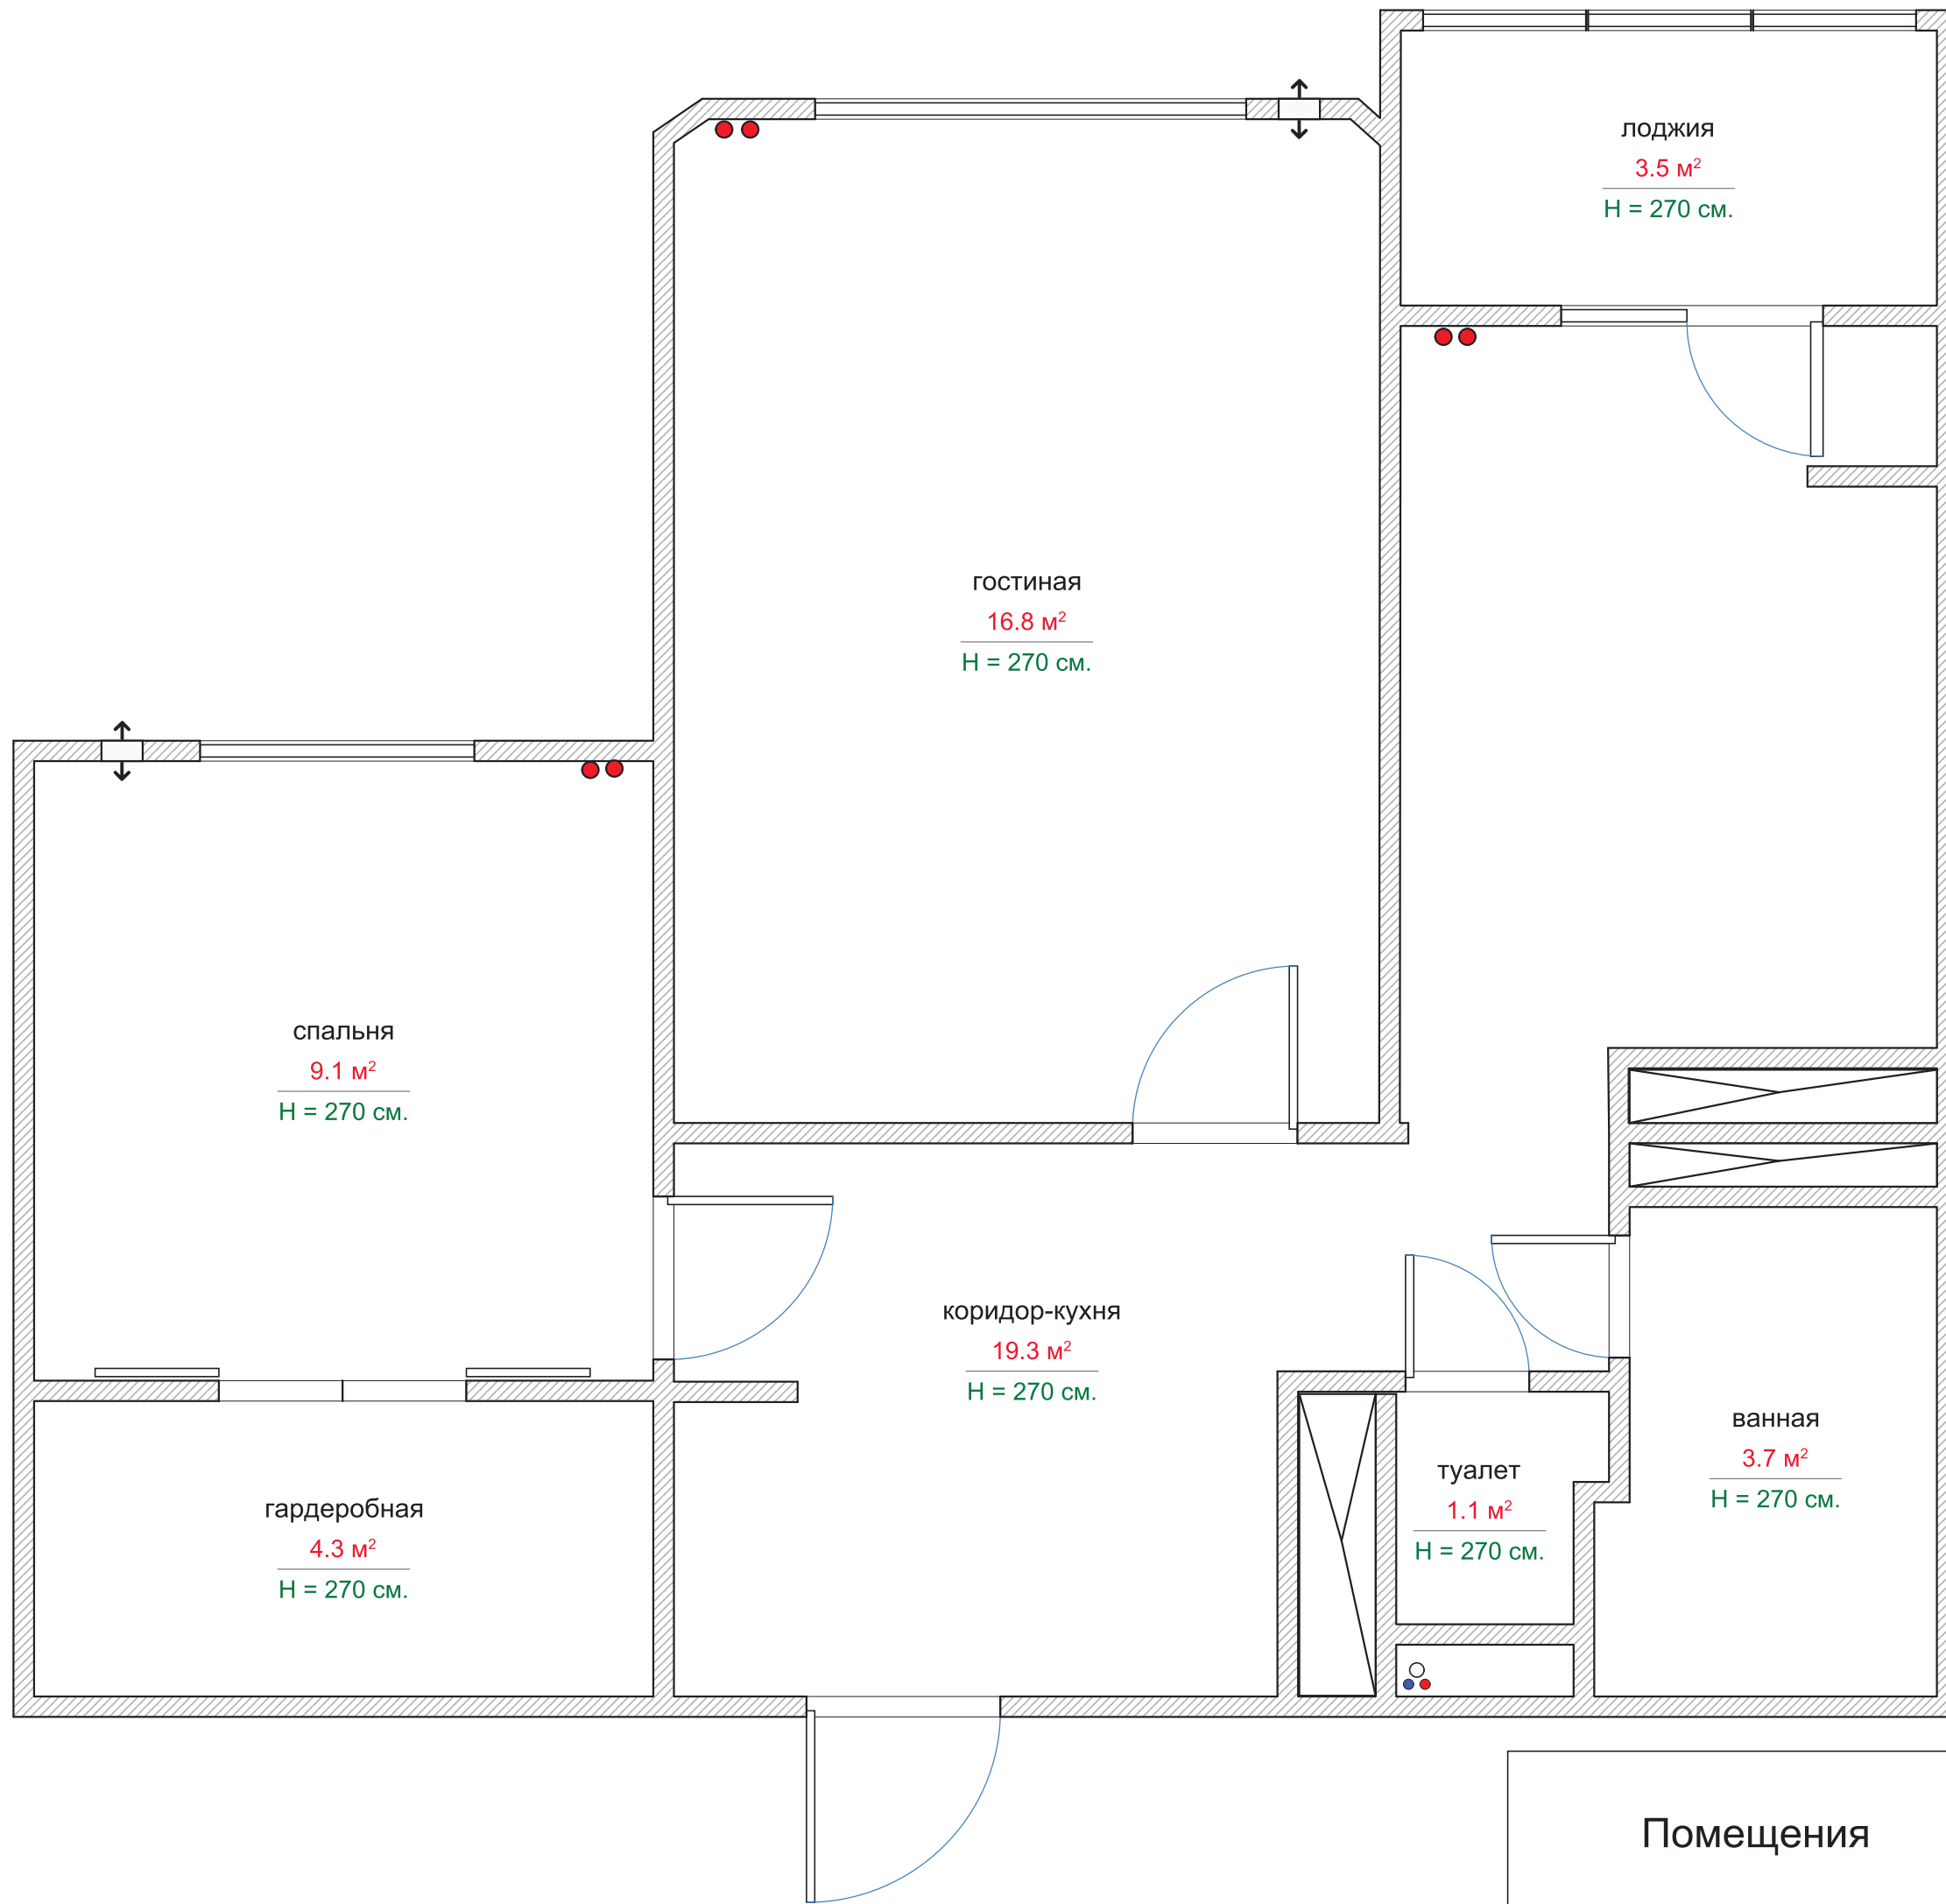 лоджия
3.5 м²
H = 270 см.
гостиная
16.8 м²
H = 270 см.
спальня
9.1 м²
H = 270 см.
коридор-кухня
19.3 м²
H = 270 см.
ванная
3.7 м²
H = 270 см.
туалет
1.1 м²
H = 270 см.
гардеробная
4.3 м²
H = 270 см.
Помещения